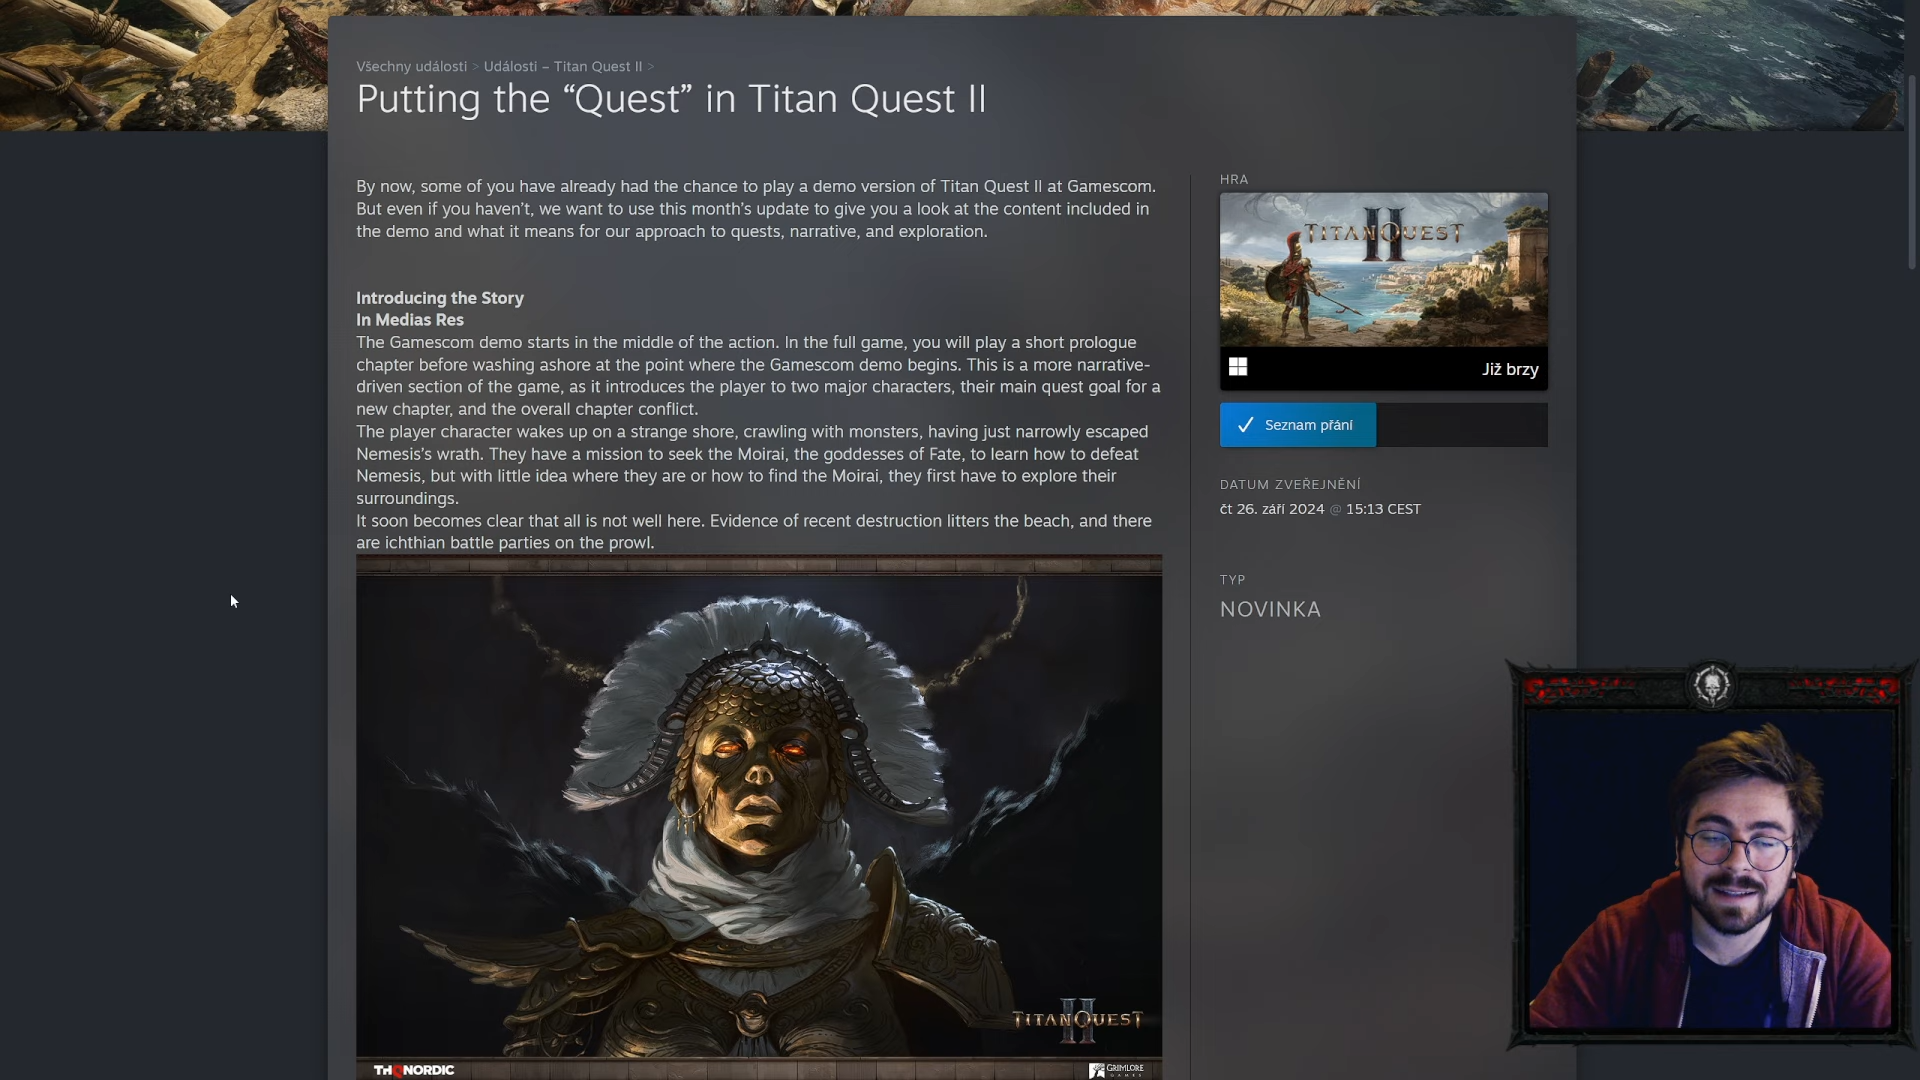 Všechny události > Události – Titan Quest II >
Putting the “Quest” in Titan Quest II
By now, some of you have already had the chance to play a demo version of Titan Quest II at Gamescom.
But even if you haven’t, we want to use this month’s update to give you a look at the content included in
the demo and what it means for our approach to quests, narrative, and exploration.
Introducing the Story
In Medias Res
The Gamescom demo starts in the middle of the action. In the full game, you will play a short prologue
chapter before washing ashore at the point where the Gamescom demo begins. This is a more narrative-
driven section of the game, as it introduces the player to two major characters, their main quest goal for a
new chapter, and the overall chapter conflict.
The player character wakes up on a strange shore, crawling with monsters, having just narrowly escaped
Nemesis’s wrath. They have a mission to seek the Moirai, the goddesses of Fate, to learn how to defeat
Nemesis, but with little idea where they are or how to find the Moirai, they first have to explore their
surroundings.
It soon becomes clear that all is not well here. Evidence of recent destruction litters the beach, and there
are ichthian battle parties on the prowl.
TITAN QUEST
II
THQ NORDIC
GRIMLORE
GAMES
HRA
TITAN QUEST
II
Již brzy
Seznam přání
DATUM ZVEŘEJNĚNÍ
čt 26. září 2024 @ 15:13 CEST
TYP
NOVINKA